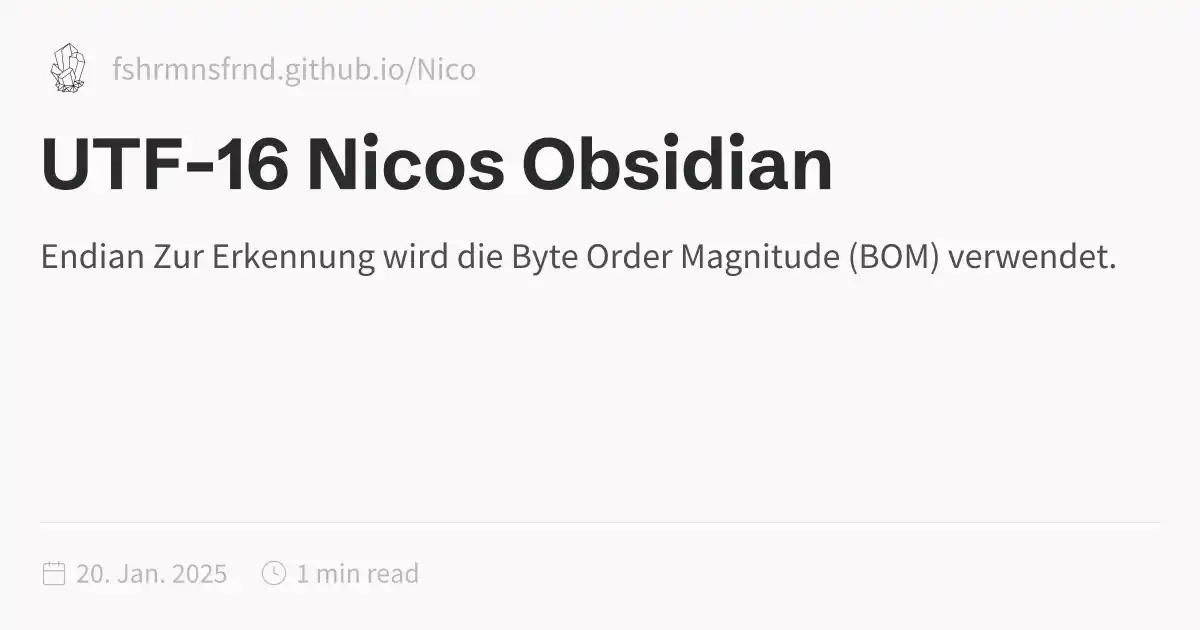 fshrmnsfrnd.github.io/Nico
UTF-16 Nicos Obsidian
Endian Zur Erkennung wird die Byte Order Magnitude (BOM) verwendet.
20. Jan. 2025 1 min read